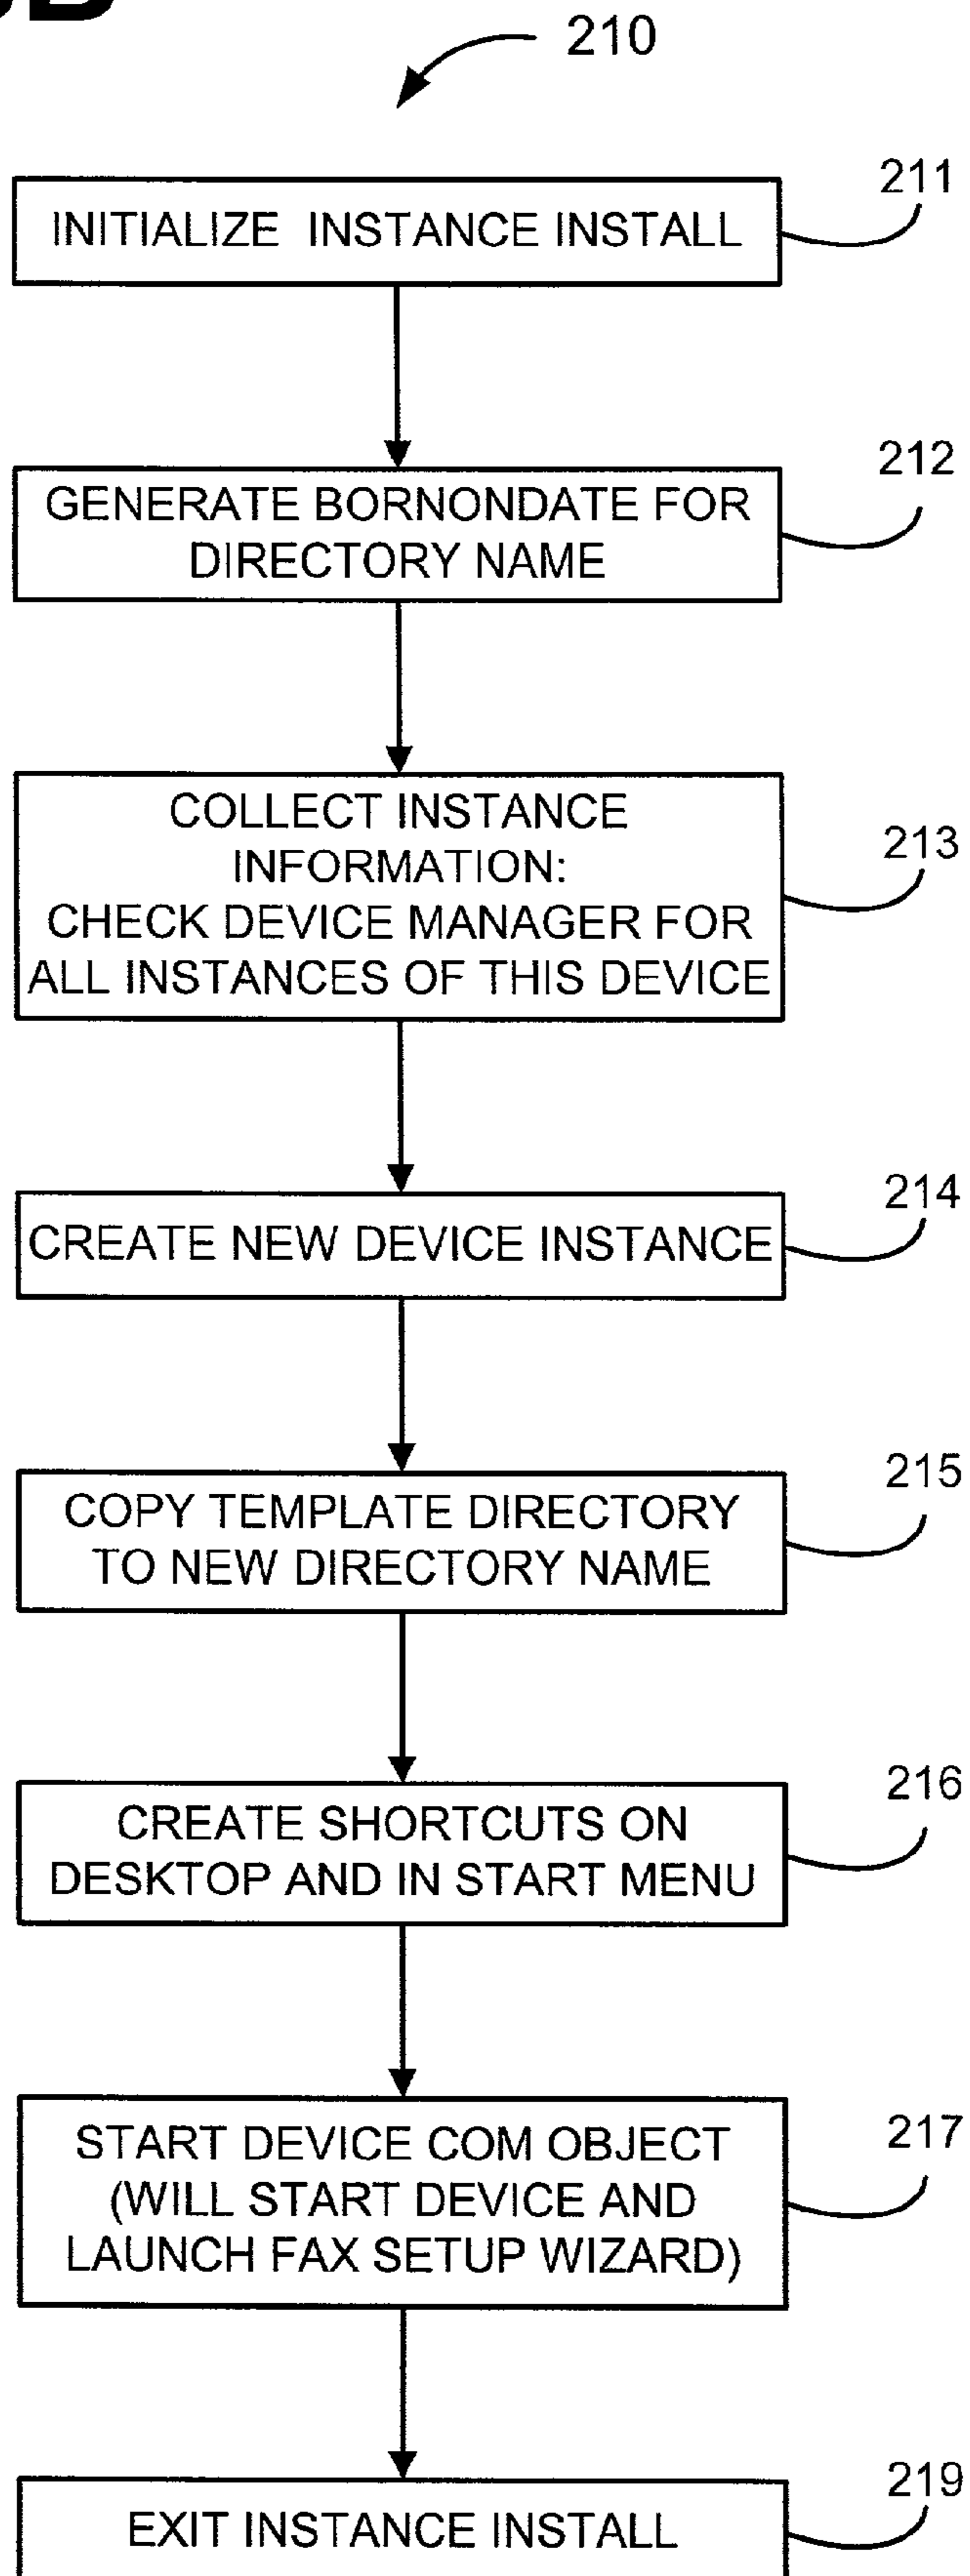 210
211
INITIALIZE INSTANCE INSTALL
212
GENERATE BORNONDATE FOR
DIRECTORY NAME
213
COLLECT INSTANCE
INFORMATION:
CHECK DEVICE MANAGER FOR
ALL INSTANCES OF THIS DEVICE
214
CREATE NEW DEVICE INSTANCE
215
COPY TEMPLATE DIRECTORY
TO NEW DIRECTORY NAME
216
CREATE SHORTCUTS ON
DESKTOP AND IN START MENU
217
START DEVICE COM OBJECT
(WILL START DEVICE AND
LAUNCH FAX SETUP WIZARD)
219
EXIT INSTANCE INSTALL